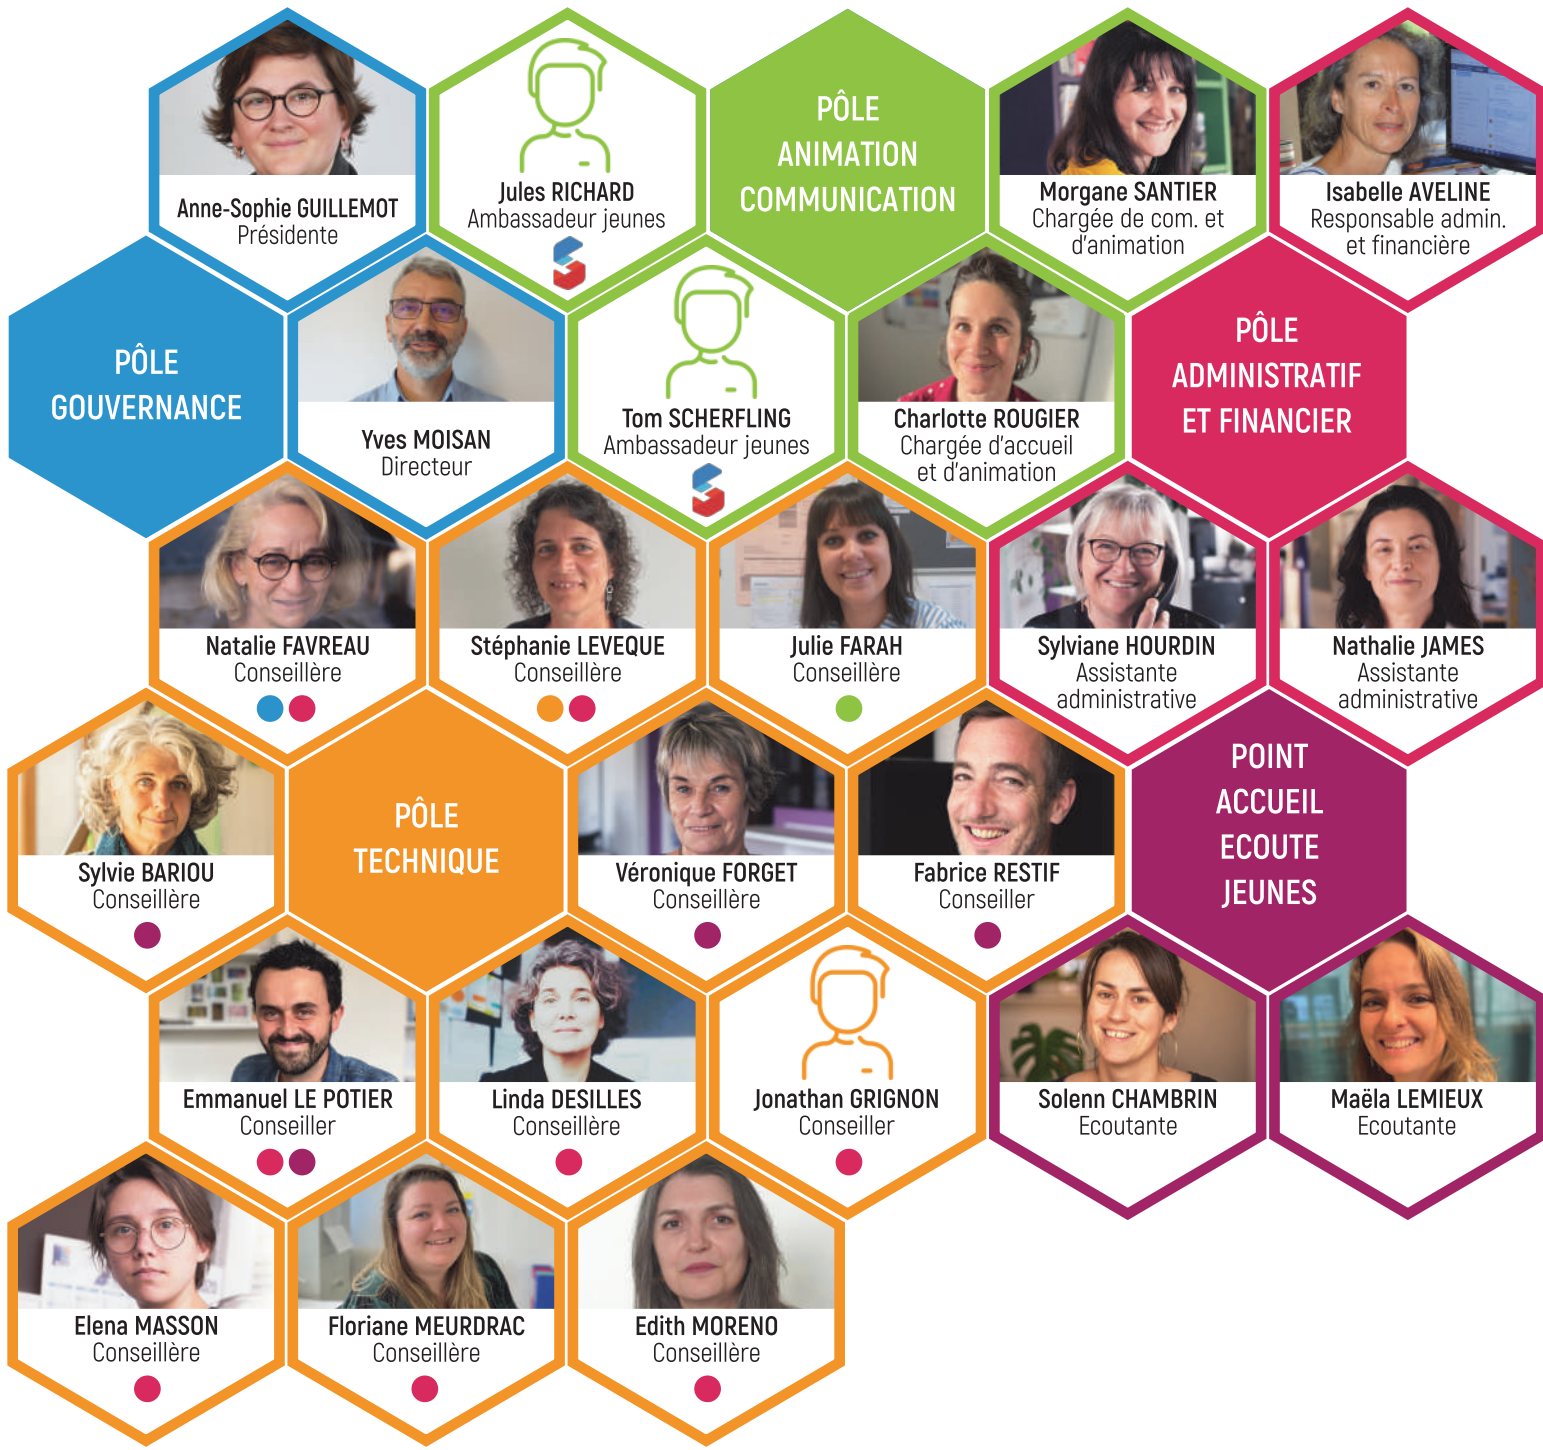 Anne-Sophie GUILLEMOT
Présidente
Jules RICHARD
Ambassadeur jeunes
PÔLE
ANIMATION
COMMUNICATION
Morgane SANTIER
Chargée de com. et
d'animation
Isabelle AVELINE
Responsable admin.
et financière
PÔLE
GOUVERNANCE
Yves MOISAN
Directeur
Tom SCHERFLING
Ambassadeur jeunes
Charlotte ROUGIER
Chargée d'accueil
et d'animation
PÔLE
ADMINISTRATIF
ET FINANCIER
Natalie FAVREAU
Conseillère
Stéphanie LEVEQUE
Conseillère
Julie FARAH
Conseillère
Sylviane HOURDIN
Assistante
administrative
Nathalie JAMES
Assistante
administrative
Sylvie BARIOU
Conseillère
PÔLE
TECHNIQUE
Véronique FORGET
Conseillère
Fabrice RESTIF
Conseiller
POINT
ACCUEIL
ECOUTE
JEUNES
Emmanuel LE POTIER
Conseiller
Linda DESILLES
Conseillère
Jonathan GRIGNON
Conseiller
Solenn CHAMBRIN
Ecoutante
Maëla LEMIEUX
Ecoutante
Elena MASSON
Conseillère
Floriane MEURDRAC
Conseillère
Edith MORENO
Conseillère